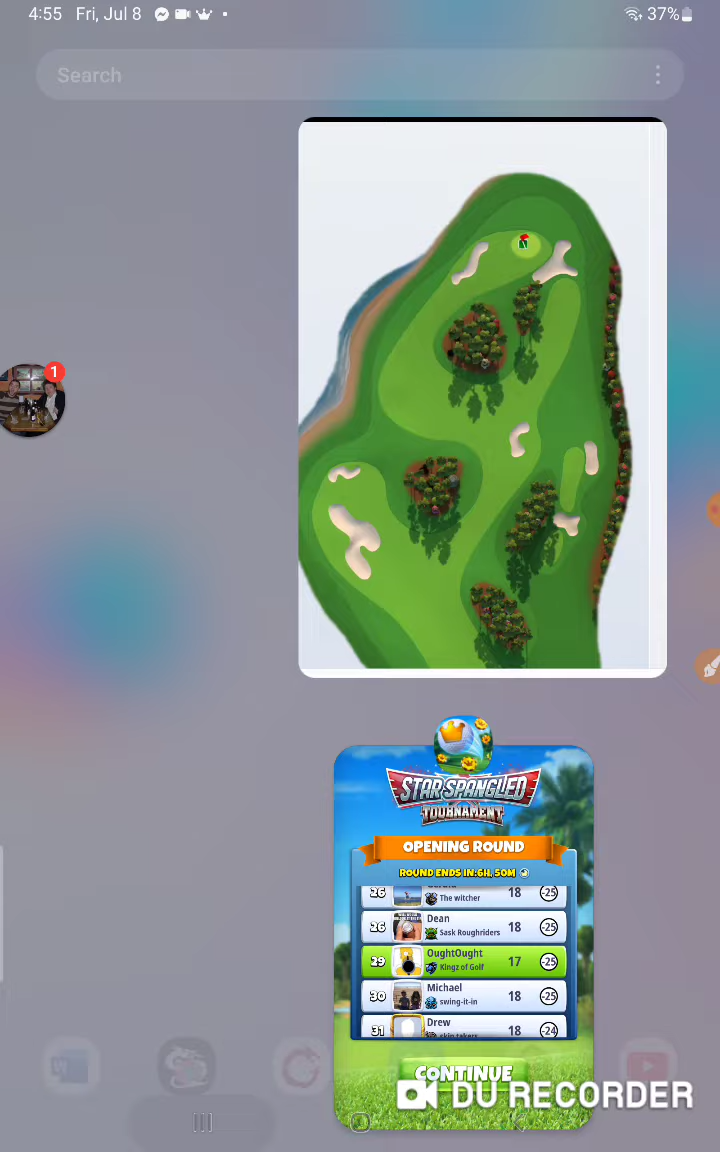 4:55 Fri, Jul 8
37%
Search
1
STAR SPANGLED
TOURNAMENT
OPENING ROUND
ROUND ENDS IN:6H, 50M
26 The witcher 18 -25
26 Dean Sask Roughriders 18 -25
29 OughtOught Kingz of Golf 17 -25
30 Michael swing-it-in 18 -25
31 Drew 18 -24
CONTINUE
DU RECORDER